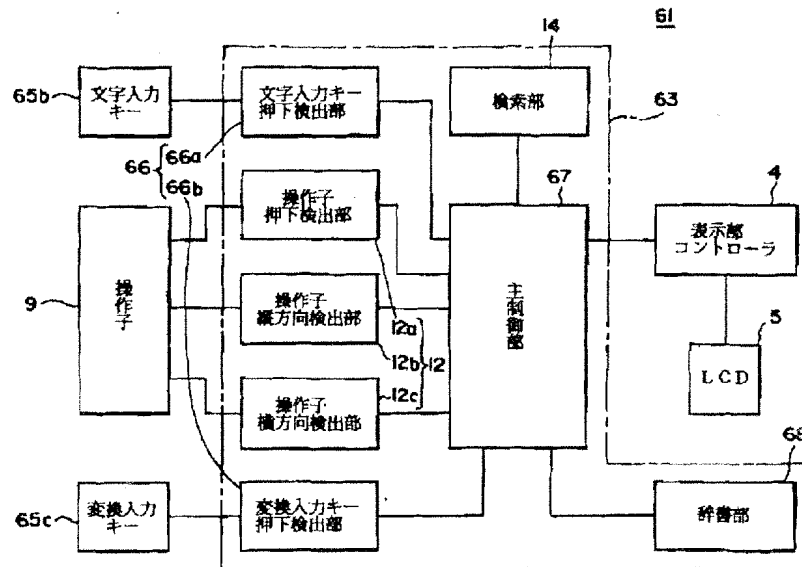 61
14
65b
文字入力
キー
文字入力キー
押下検出部
検索部
63
66
66a
66b
67
4
操作子
押下検出部
表示部
コントローラ
9
操作子
操作子
縦方向検出部
主制御部
12a
12b
12c
12
5
LCD
操作子
横方向検出部
68
65c
変換入力
キー
変換入力キー
押下検出部
辞書部